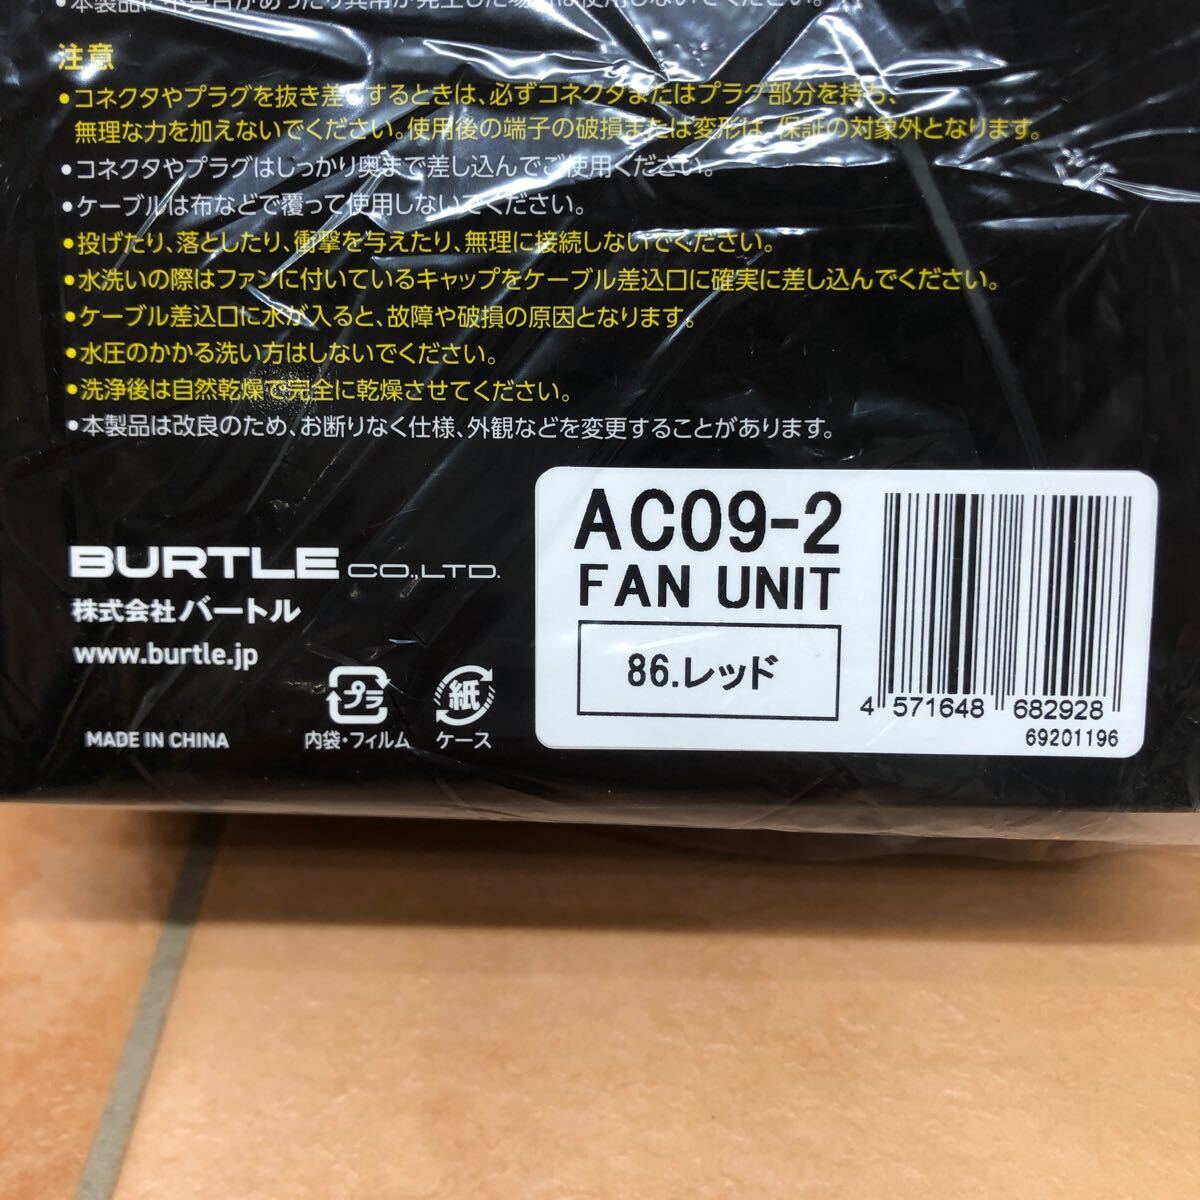 注意
•コネクタやプラグを抜き差しするときは、必ずコネクタまたはプラグ部分を持ち、
無理な力を加えないでください。使用後の端子の破損または変形は、保証の対象外となります。
•コネクタやプラグはしっかり奥まで差し込んでご使用ください。
•ケーブルは布などで覆って使用しないでください。
•投げたり、落としたり、衝撃を与えたり、無理に接続しないでください。
•水洗いの際はファンに付いているキャップをケーブル差込口に確実に差し込んでください。
•ケーブル差込口に水が入ると、故障や破損の原因となります。
•水圧のかかる洗い方はしないでください。
•洗浄後は自然乾燥で完全に乾燥させてください。
•本製品は改良のため、お断りなく仕様、外観などを変更することがあります。
BURTLE CO.,LTD.
株式会社バートル
www.burtle.jp
MADE IN CHINA
プラ
内袋・フィルム
紙
ケース
AC09-2
FAN UNIT
86.レッド
4 571648 682928
69201196